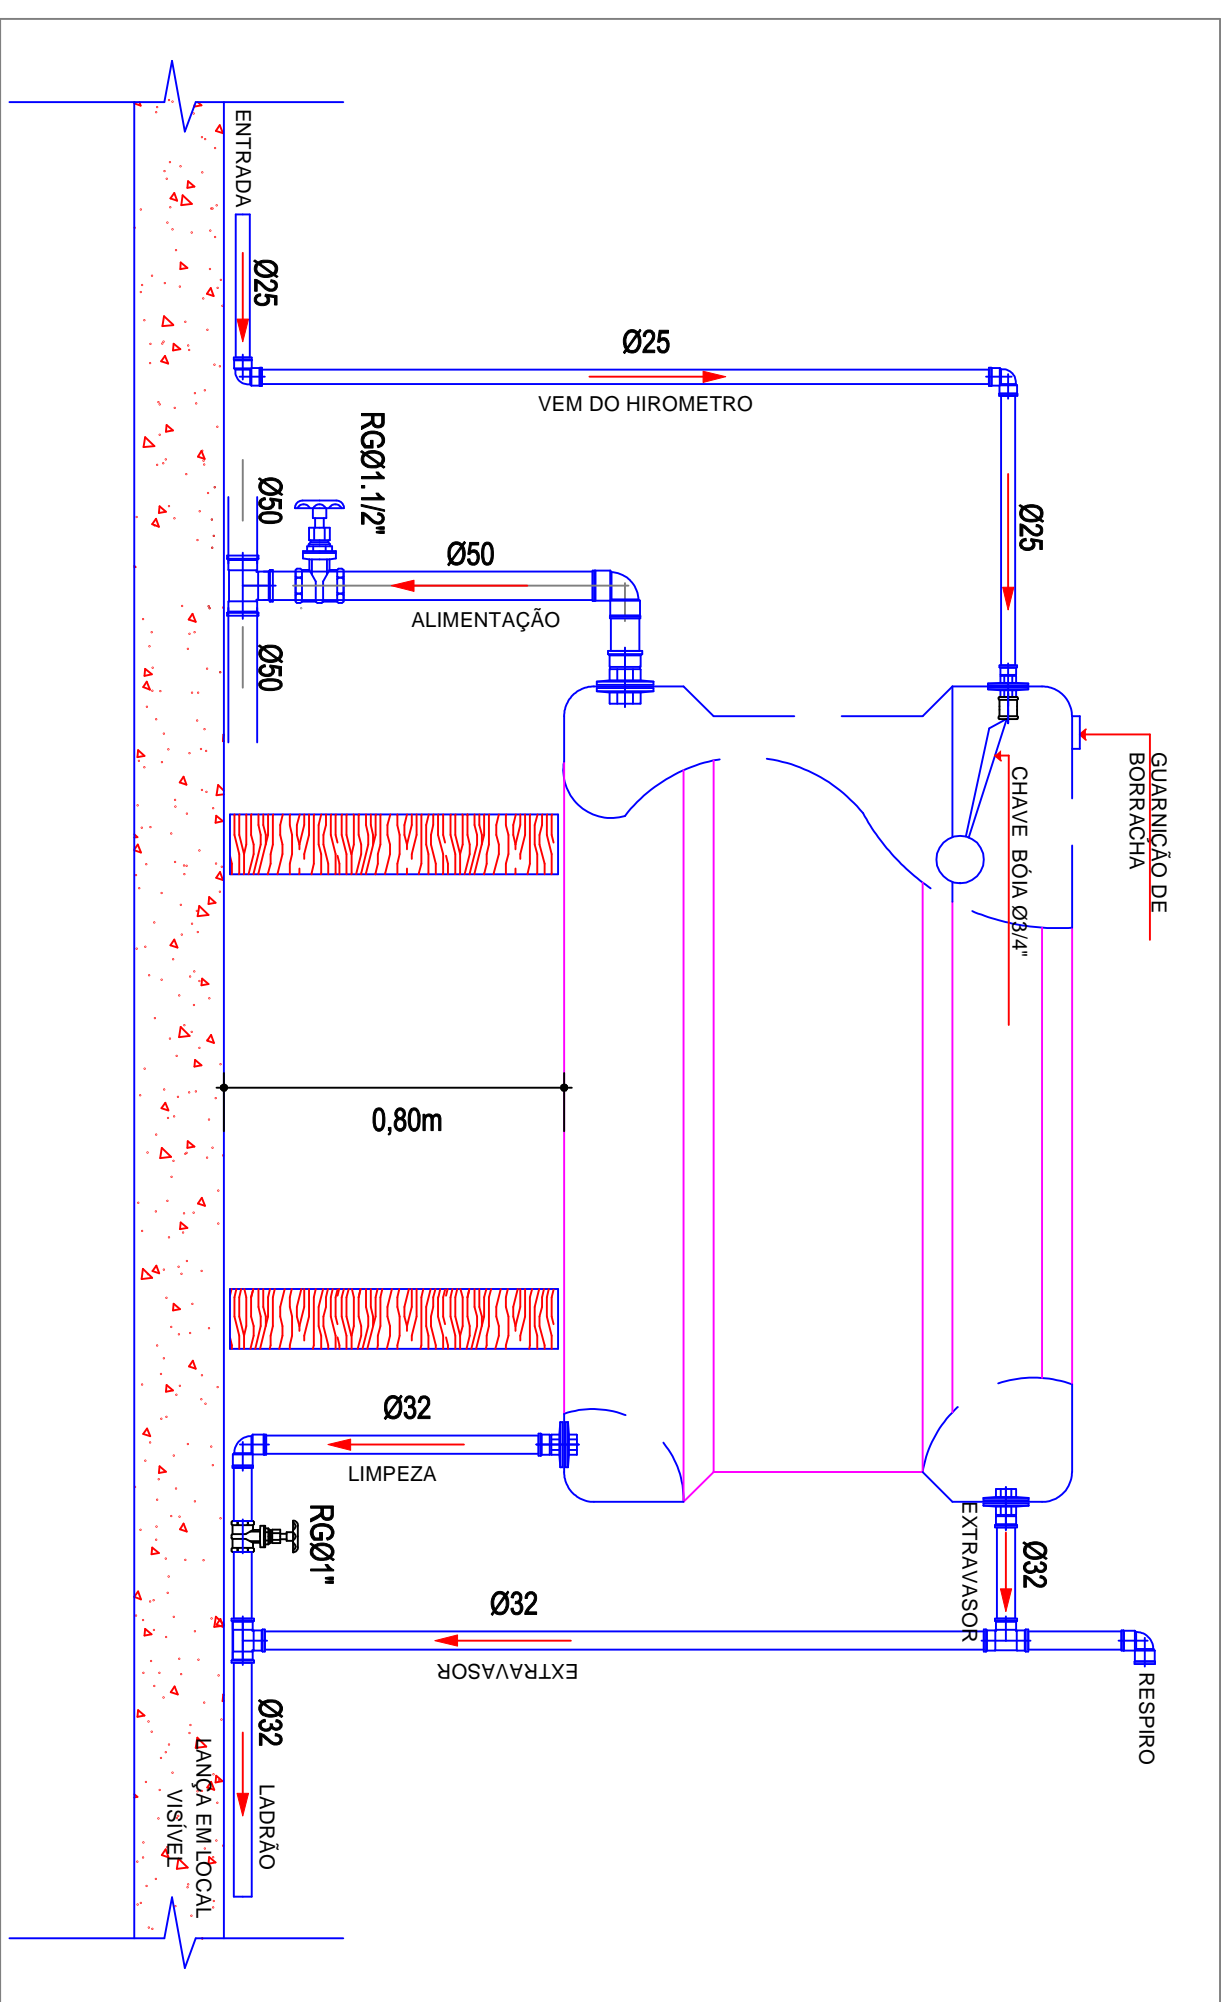 ENTRADA
Ø25
Ø25
VEM DO HIROMETRO
Ø25
RGØ1.1/2"
Ø50
Ø50
ALIMENTAÇÃO
Ø50
GUARNIÇÃO DE
BORRACHA
CHAVE BÓIA Ø3/4"
0,80m
Ø32
LIMPEZA
RGØ1"
Ø32
EXTRAVASOR
Ø32
EXTRAVASOR
RESPIRO
Ø32
LADRÃO
LANÇA EM LOCAL
VISÍVEL